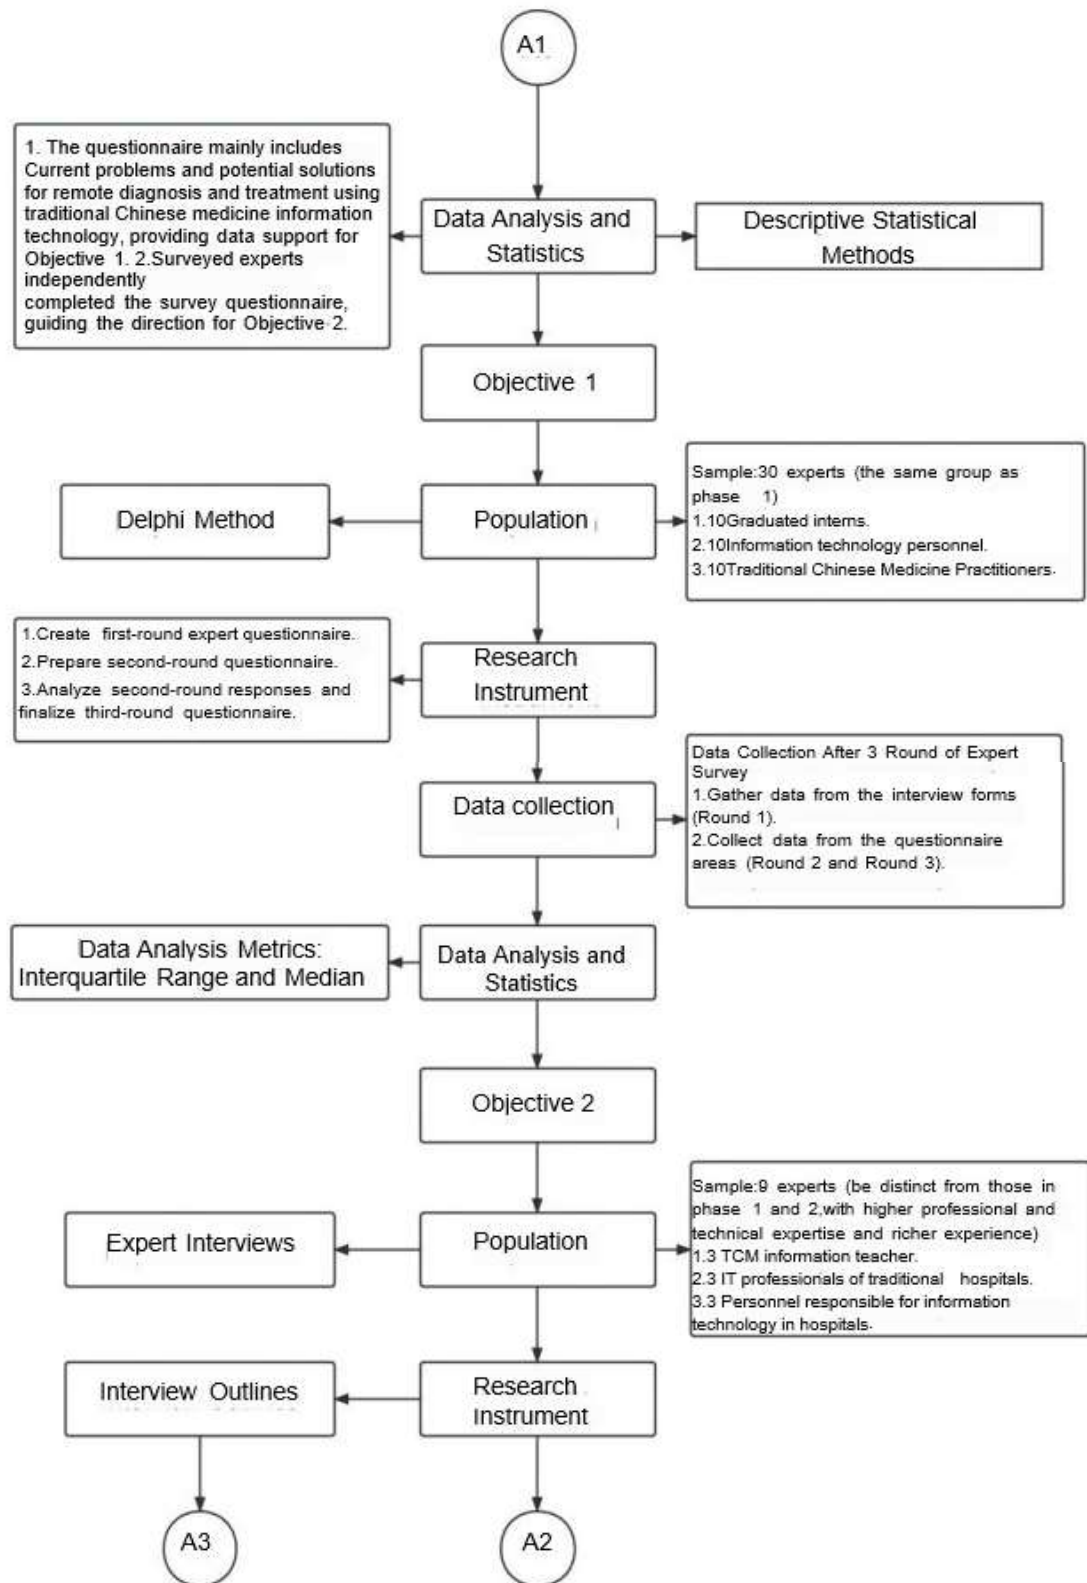 A1
1. The questionnaire mainly includes
Current problems and potential solutions
for remote diagnosis and treatment using
traditional Chinese medicine information
technology, providing data support for
Objective 1. 2.Surveyed experts
independently
completed the survey questionnaire,
guiding the direction for Objective 2.
Data Analysis and
Statistics
Descriptive Statistical
Methods
Objective 1
Delphi Method
Population
Sample:30 experts (the same group as
phase 1)
1.10Graduated interns.
2.10Information technology personnel.
3.10Traditional Chinese Medicine Practitioners.
1.Create first-round expert questionnaire.
2.Prepare second-round questionnaire.
3.Analyze second-round responses and
finalize third-round questionnaire.
Research
Instrument
Data collection
Data Collection After 3 Round of Expert
Survey
1.Gather data from the interview forms
(Round 1).
2.Collect data from the questionnaire
areas (Round 2 and Round 3).
Data Analysis Metrics:
Interquartile Range and Median
Data Analysis and
Statistics
Objective 2
Expert Interviews
Population
Sample:9 experts (be distinct from those in
phase 1 and 2,with higher professional and
technical expertise and richer experience)
1.3 TCM information teacher.
2.3 IT professionals of traditional hospitals.
3.3 Personnel responsible for information
technology in hospitals.
Interview Outlines
Research
Instrument
A3
A2